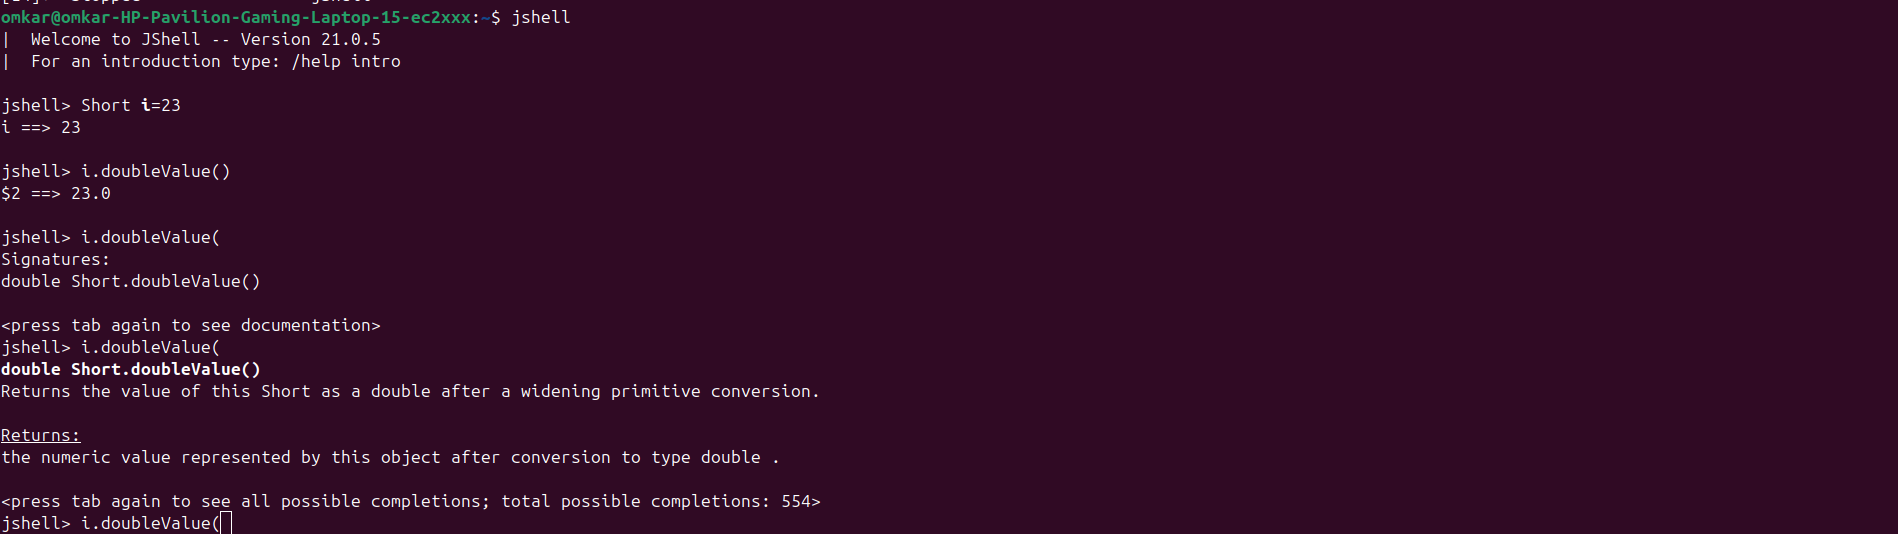 omkar@omkar-HP-Pavilion-Gaming-Laptop-15-ec2xxx:~$ jshell
|  Welcome to JShell -- Version 21.0.5
|  For an introduction type: /help intro
jshell> Short i=23
i ==> 23
jshell> i.doubleValue()
$2 ==> 23.0
jshell> i.doubleValue(
Signatures:
double Short.doubleValue()
<press tab again to see documentation>
jshell> i.doubleValue(
double Short.doubleValue()
Returns the value of this Short as a double after a widening primitive conversion.
Returns:
the numeric value represented by this object after conversion to type double .
<press tab again to see all possible completions; total possible completions: 554>
jshell> i.doubleValue(